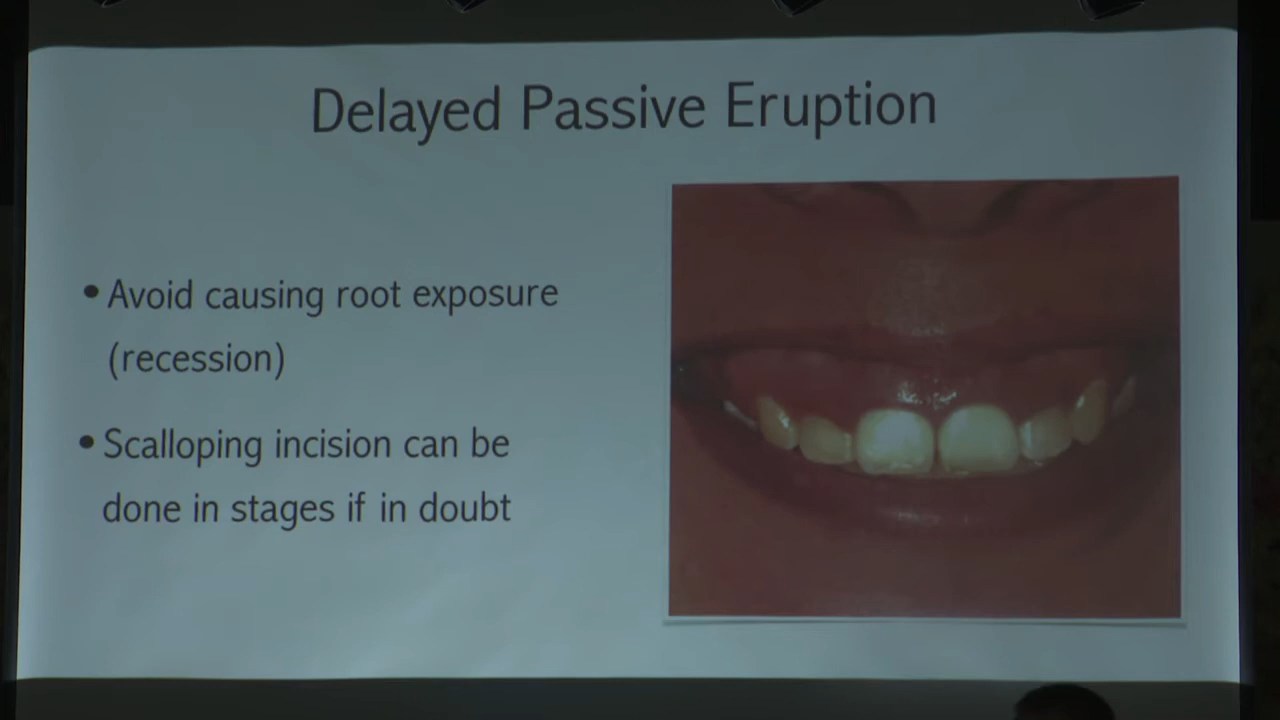 Delayed Passive Eruption
• Avoid causing root exposure
(recession)
• Scalloping incision can be
done in stages if in doubt